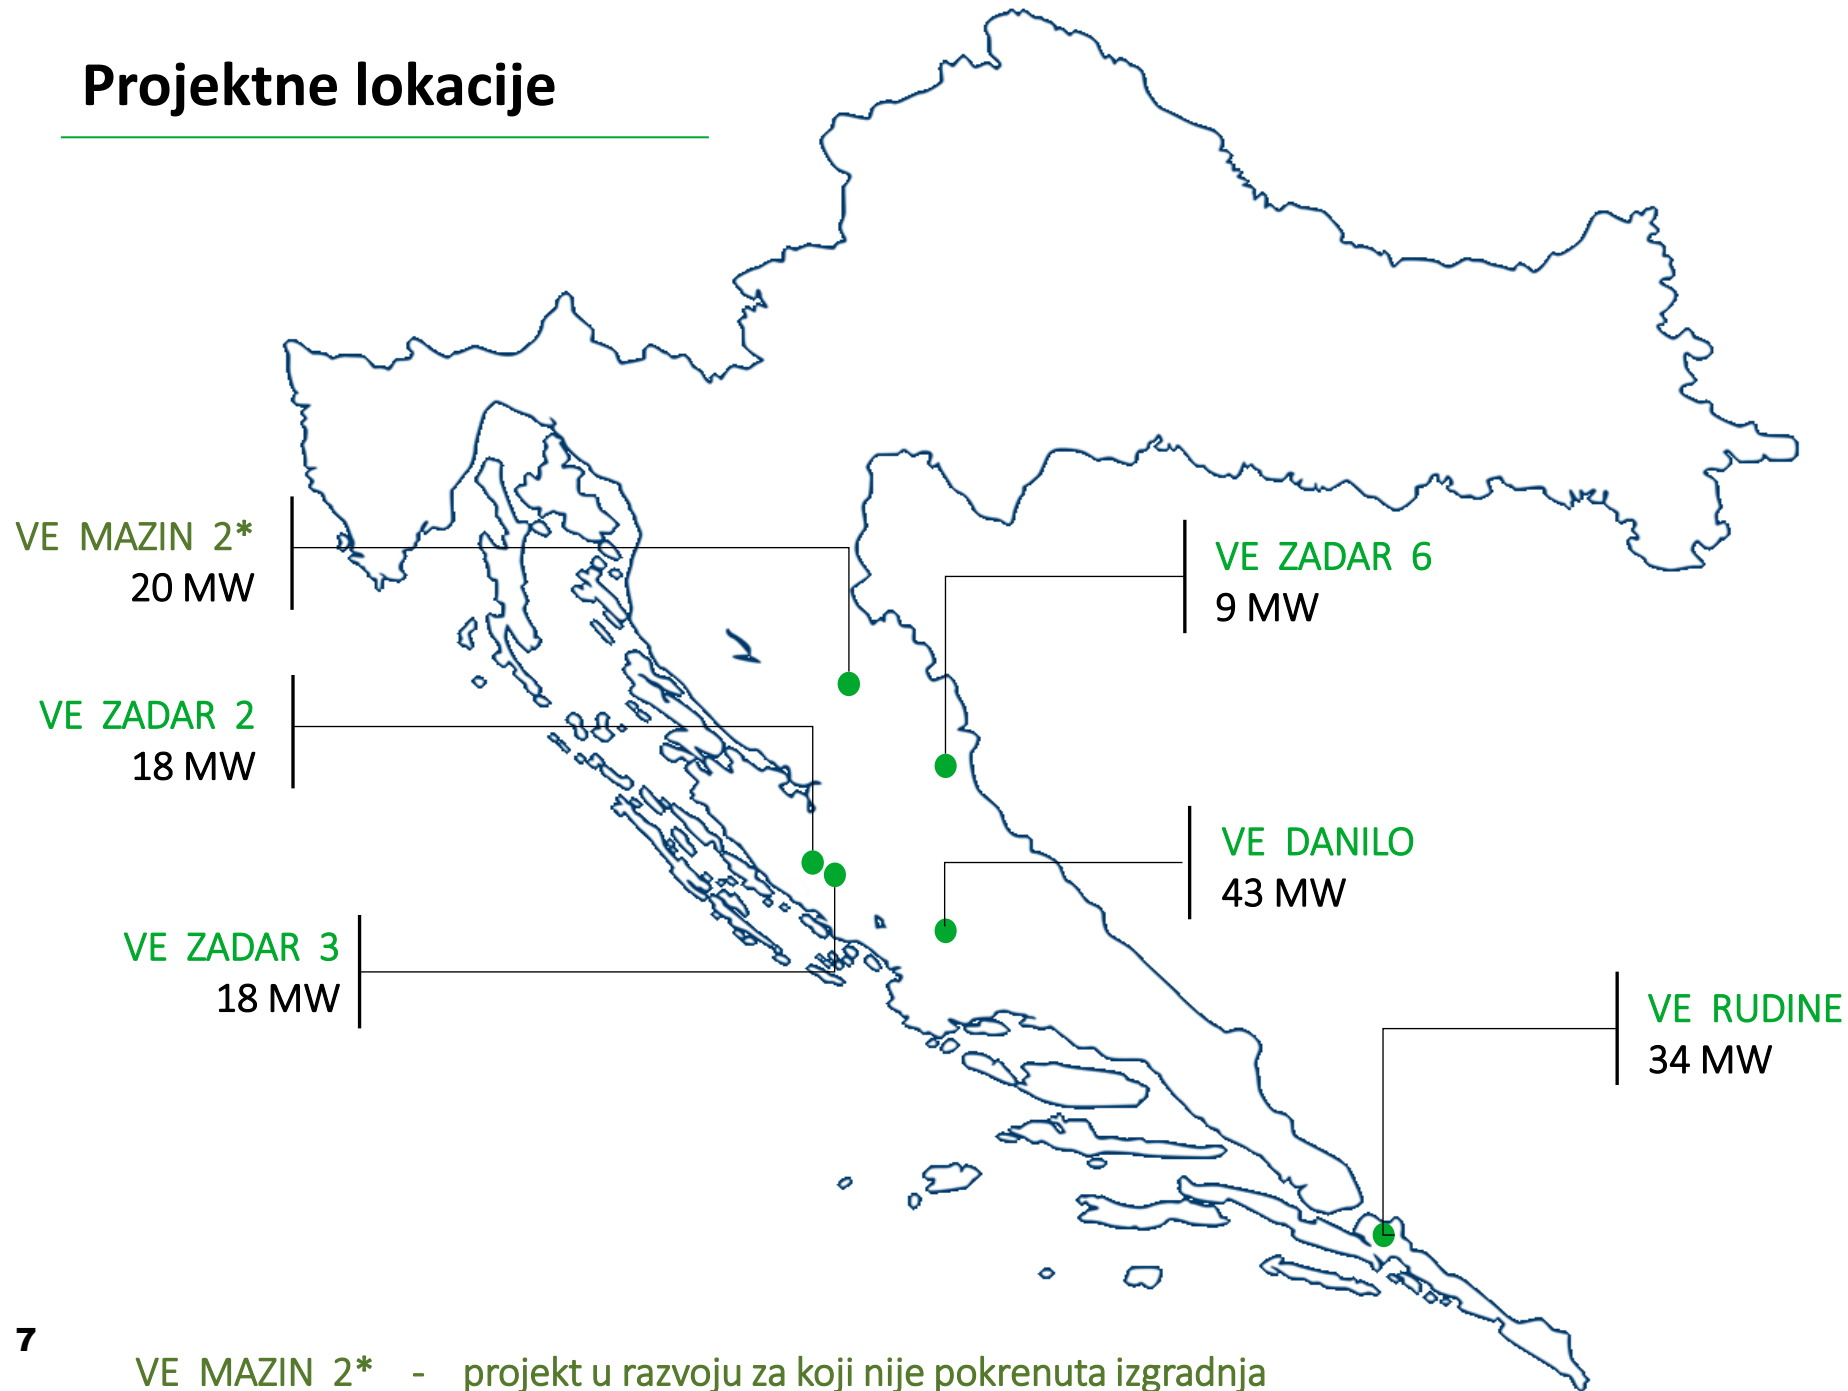 Projektne lokacije
VE MAZIN 2*
20 MW
VE ZADAR 6
9 MW
VE ZADAR 2
18 MW
VE DANILO
43 MW
VE ZADAR 3
18 MW
VE RUDINE
34 MW
7
VE MAZIN 2* - projekt u razvoju za koji nije pokrenuta izgradnja